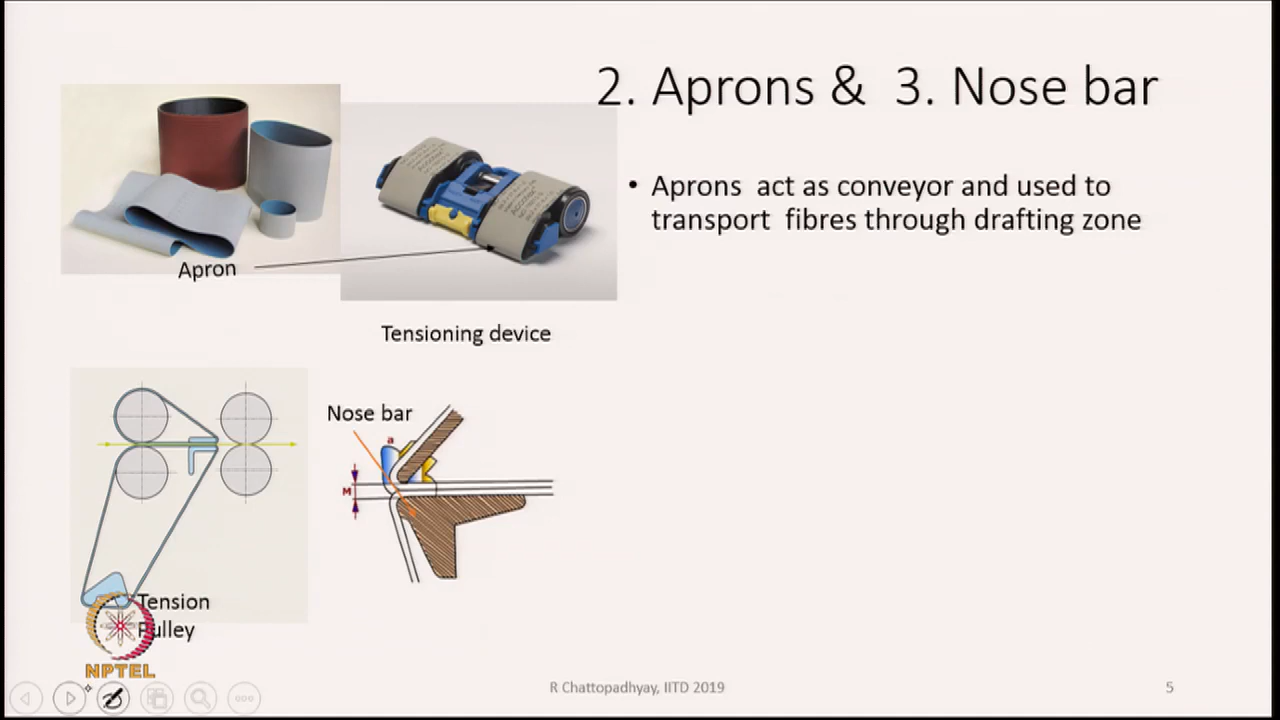 2. Aprons & 3. Nose bar
• Aprons act as conveyor and used to
transport fibres through drafting zone
Apron
Tensioning device
Nose bar
a
M
Tension
Pulley
NPTEL
R Chattopadhyay, IITD 2019
5